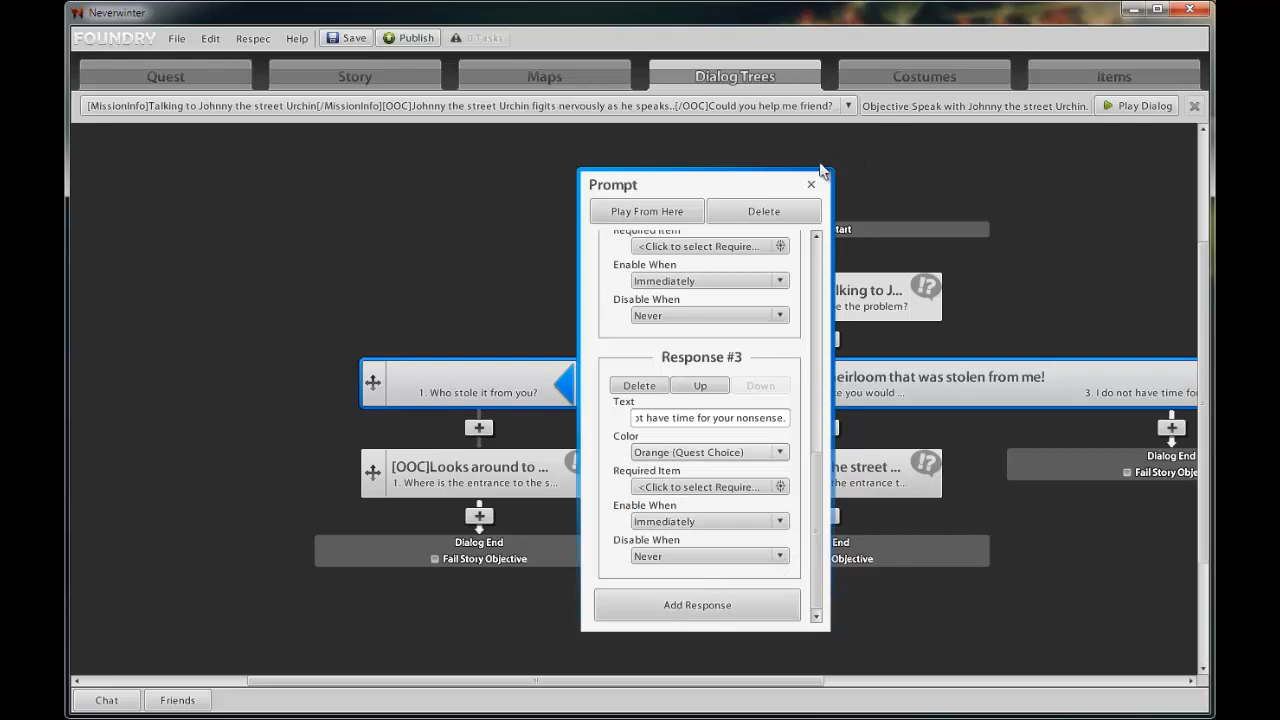 Neverwinter
FOUNDRY File Edit Respec Help Save Publish 0 Tasks
Quest Story Maps Dialog Trees Costumes Items
[MissionInfo]Talking to Johnny the street Urchin[/MissionInfo][OOC]Johnny the street Urchin figits nervously as he speaks..[/OOC]Could you help me friend? Objective Speak with Johnny the street Urchin. Play Dialog
Prompt
Play From Here Delete
Required Item
<Click to select Require...
Enable When
Immediately
Disable When
Never
Response #3
Delete Up Down
Text
ot have time for your nonsense.
Color
Orange (Quest Choice)
Required Item
<Click to select Require...
Enable When
Immediately
Disable When
Never
Add Response
tart
lking to J...
e the problem?
eirloom that was stolen from me!
1. Who stole it from you?
e you would ...
3. I do not have time fo
[OOC]Looks around to ...
1. Where is the entrance to the s...
he street ...
the entrance t...
Dialog End
Fail Story Obje
Dialog End
Fail Story Objective
End
bjective
Chat Friends